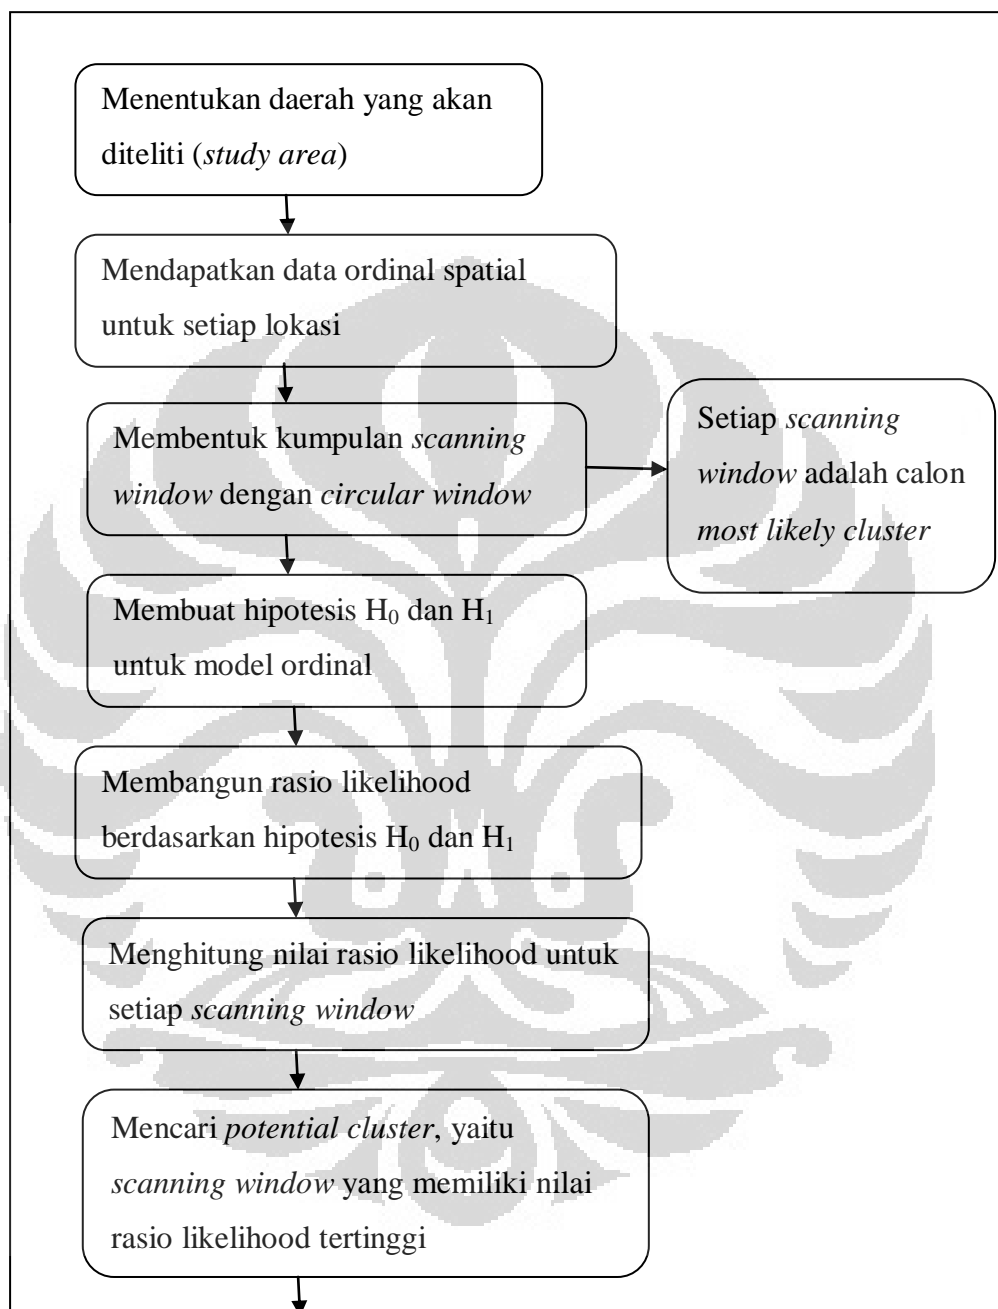 Menentukan daerah yang akan
diteliti (study area)
Mendapatkan data ordinal spatial
untuk setiap lokasi
Membentuk kumpulan scanning
window dengan circular window
Setiap scanning
window adalah calon
most likely cluster
Membuat hipotesis H₀ dan H₁
untuk model ordinal
Membangun rasio likelihood
berdasarkan hipotesis H₀ dan H₁
Menghitung nilai rasio likelihood untuk
setiap scanning window
Mencari potential cluster, yaitu
scanning window yang memiliki nilai
rasio likelihood tertinggi